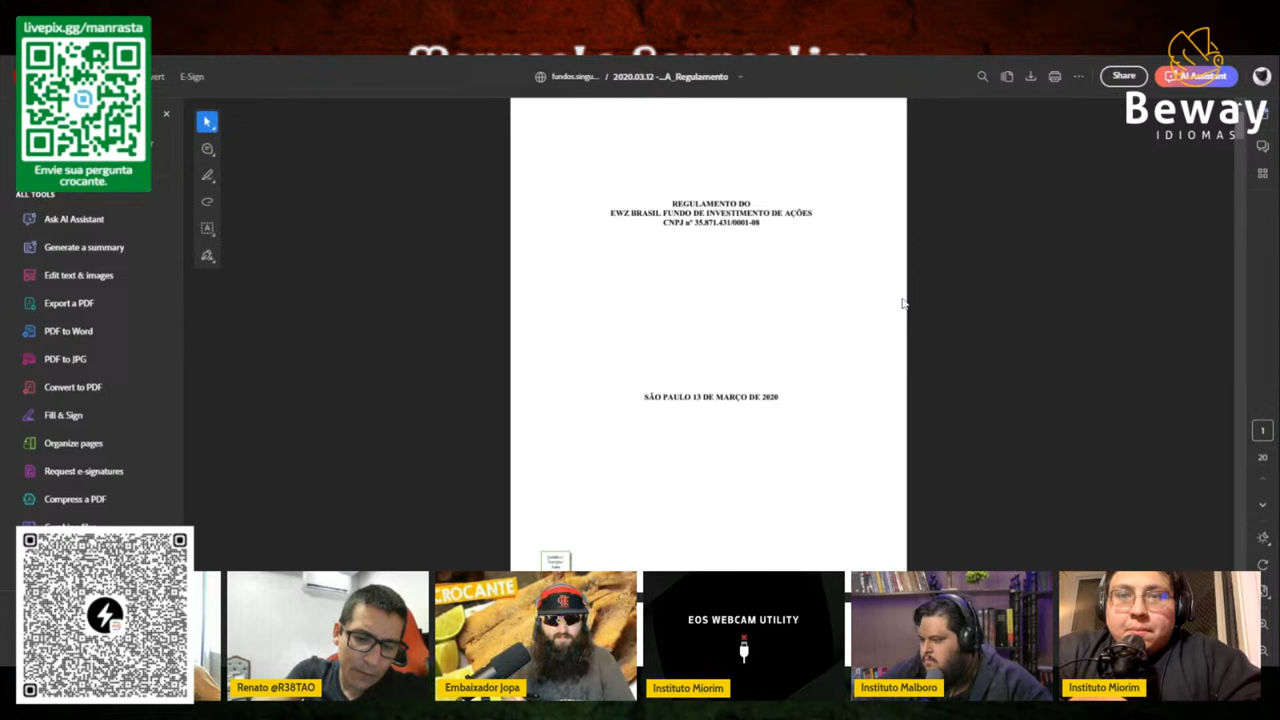 livepix.gg/manrasta
Envie sua pergunta
crocante.
E-Sign
fundos.singu... / 2020.03.12 -...A_Regulamento
Share
AI Assistant
Beway
IDIOMAS
ALL TOOLS
Ask AI Assistant
Generate a summary
Edit text & images
Export a PDF
PDF to Word
PDF to JPG
Convert to PDF
Fill & Sign
Organize pages
Request e-signatures
Compress a PDF
REGULAMENTO DO
EWZ BRASIL FUNDO DE INVESTIMENTO DE AÇÕES
CNPJ nº 35.871.431/0001-08
SÃO PAULO 13 DE MARÇO DE 2020
1
20
Renato @R38TAO
CROCANTE
Embaixador Jopa
EOS WEBCAM UTILITY
Instituto Miorim
Instituto Malboro
Instituto Miorim